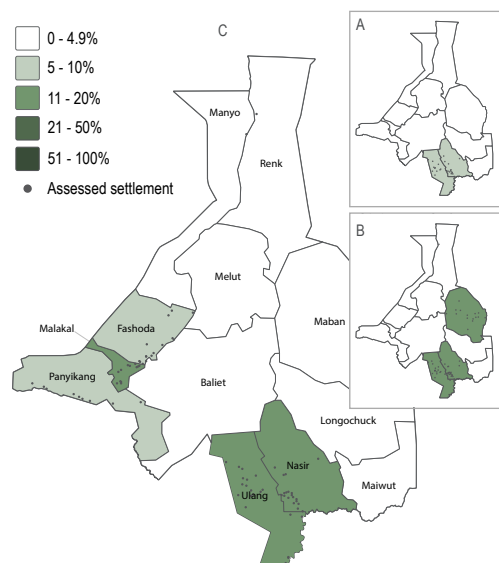 0 - 4.9%
5 - 10%
11 - 20%
21 - 50%
51 - 100%
Assessed settlement
C
A
B
Manyo
Renk
Melut
Maban
Fashoda
Malakal
Panyikang
Baliet
Longochuck
Nasir
Ulang
Maiwut